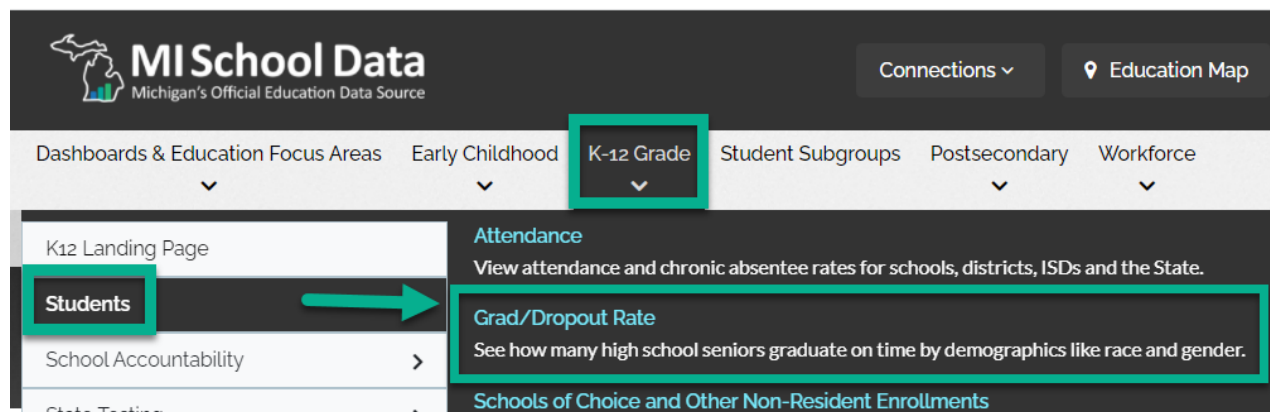 MI School Data
Michigan's Official Education Data Source
Connections
Education Map
Dashboards & Education Focus Areas
Early Childhood
K-12 Grade
Student Subgroups
Postsecondary
Workforce
K12 Landing Page
Students
School Accountability
State Testing
Attendance
View attendance and chronic absentee rates for schools, districts, ISDs and the State.
Grad/Dropout Rate
See how many high school seniors graduate on time by demographics like race and gender.
Schools of Choice and Other Non-Resident Enrollments